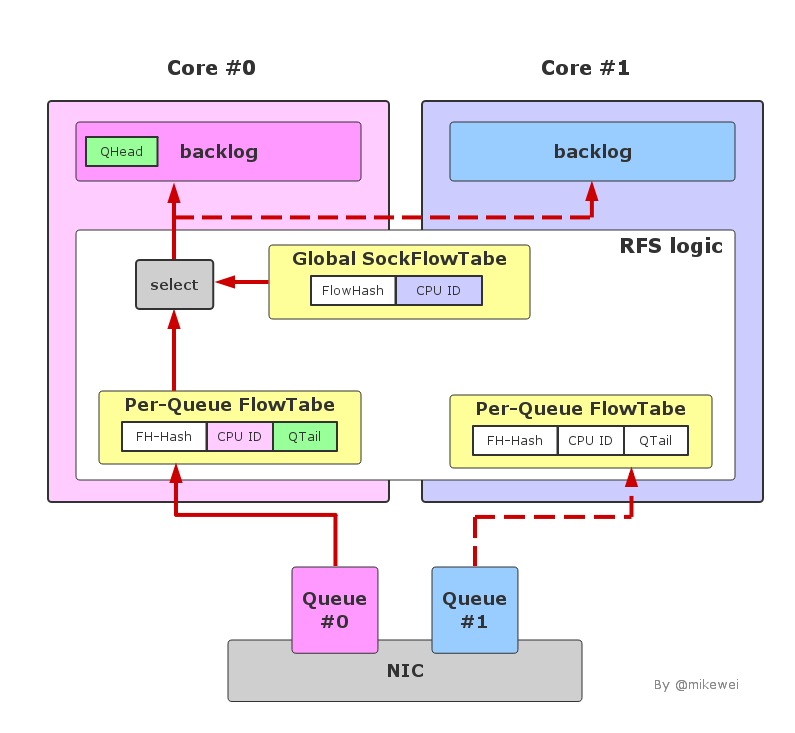 Core #0
Core #1
QHead
backlog
backlog
RFS logic
Global SockFlowTabe
FlowHash
CPU ID
select
Per-Queue FlowTabe
FH-Hash
CPU ID
QTail
Per-Queue FlowTabe
FH-Hash
CPU ID
QTail
Queue
#0
Queue
#1
NIC
By @mikewei